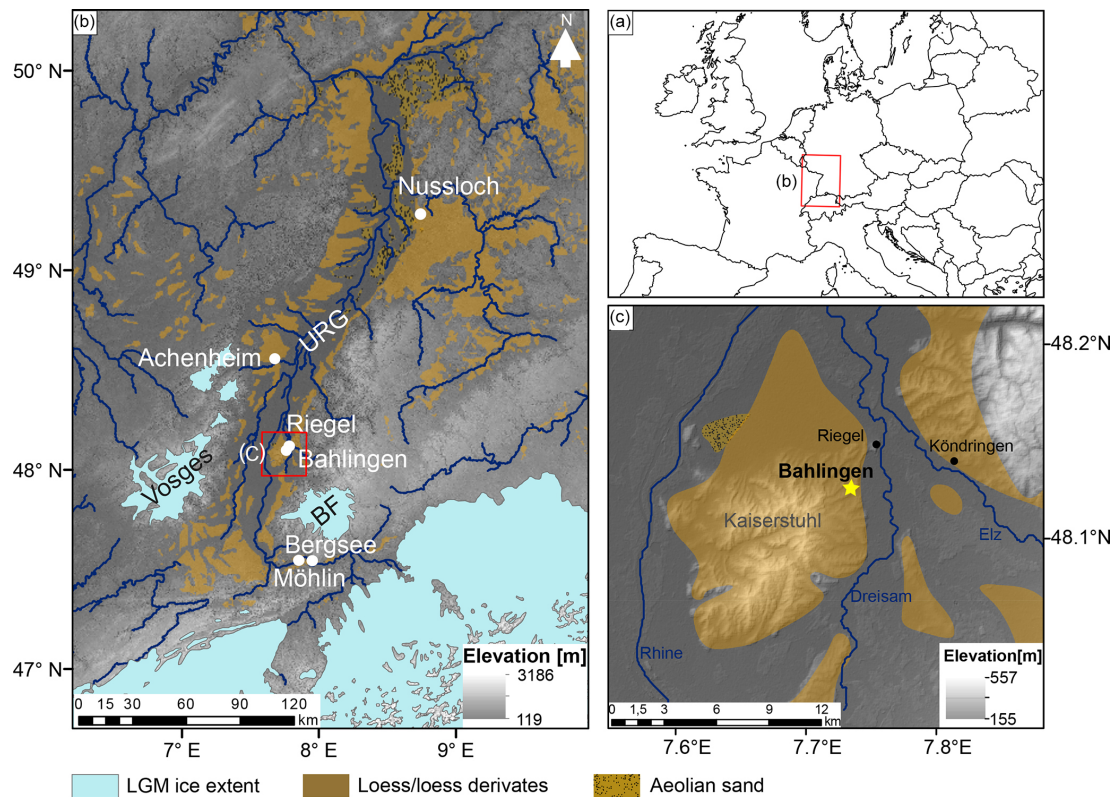 (b)
N
50° N
49° N
48° N
47° N
Nussloch
URG
Achenheim
Riegel
(c)
Bahlingen
Vosges
BF
Bergsee
Möhlin
Elevation [m]
3186
119
0 15 30 60 90 120
km
7° E 8° E 9° E
(a)
(b)
(c)
48.2°N
Riegel
Köndringen
Bahlingen
Kaiserstuhl
Elz
48.1°N
Dreisam
Rhine
Elevation[m]
557
155
0 1,5 3 6 9 12
km
7.6°E 7.7°E 7.8°E
LGM ice extent Loess/loess derivates Aeolian sand